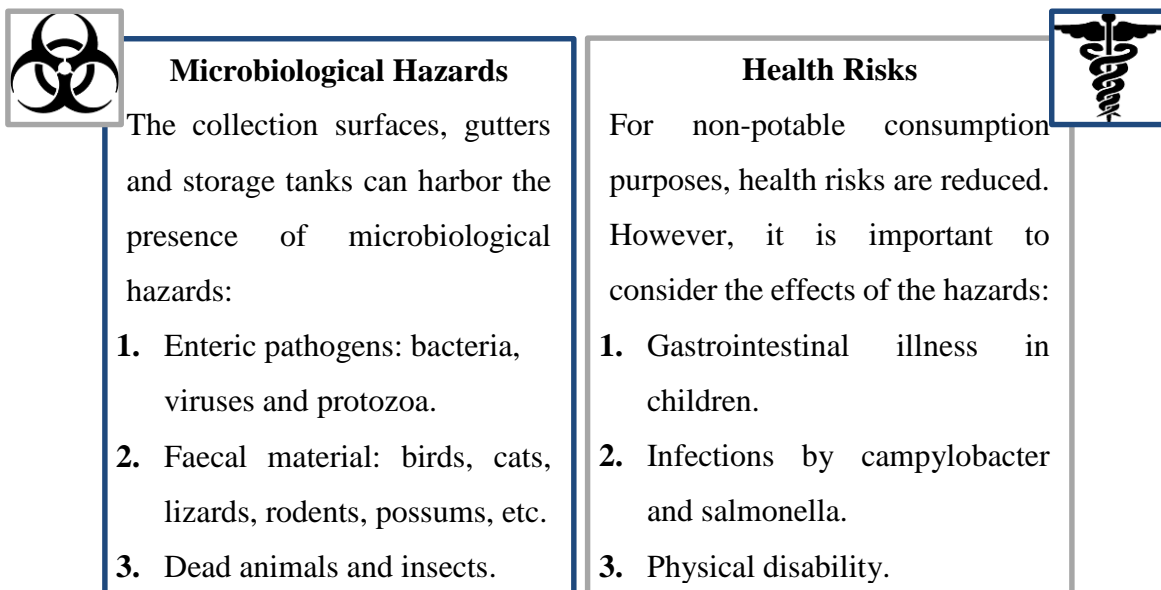 Microbiological Hazards
The collection surfaces, gutters
and storage tanks can harbor the
presence of microbiological
hazards:
1. Enteric pathogens: bacteria,
viruses and protozoa.
2. Faecal material: birds, cats,
lizards, rodents, possums, etc.
3. Dead animals and insects.
Health Risks
For non-potable consumption
purposes, health risks are reduced.
However, it is important to
consider the effects of the hazards:
1. Gastrointestinal illness in
children.
2. Infections by campylobacter
and salmonella.
3. Physical disability.